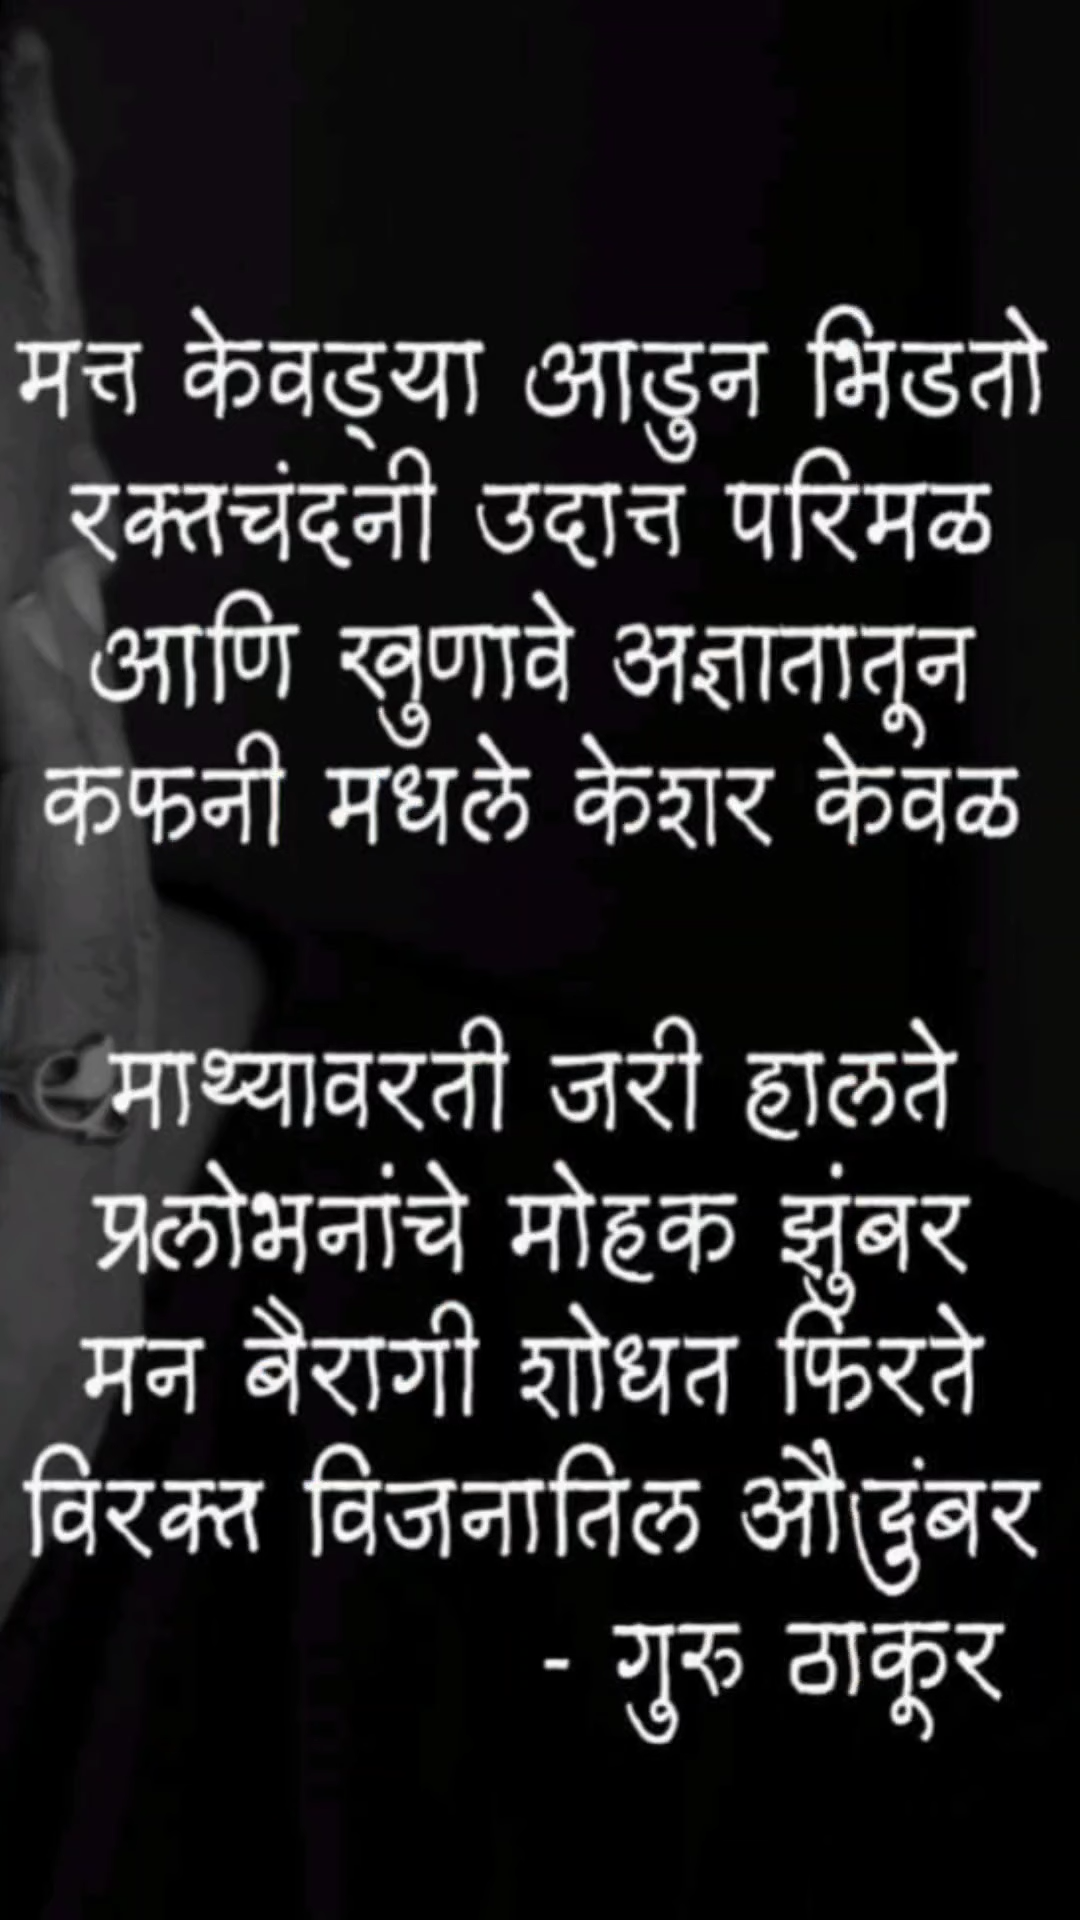 मत्त केवड्या आडुन भिडतो
रक्तचंदनी उदात्त परिमळ
आणि खुणावे अज्ञातातून
कफनी मधले केशर केवळ
माथ्यावरती जरी हालते
प्रलोभनांचे मोहक झुंबर
मन बैरागी शोधत फिरते
विरक्त विजनातिल औदुंबर
- गुरु ठाकूर